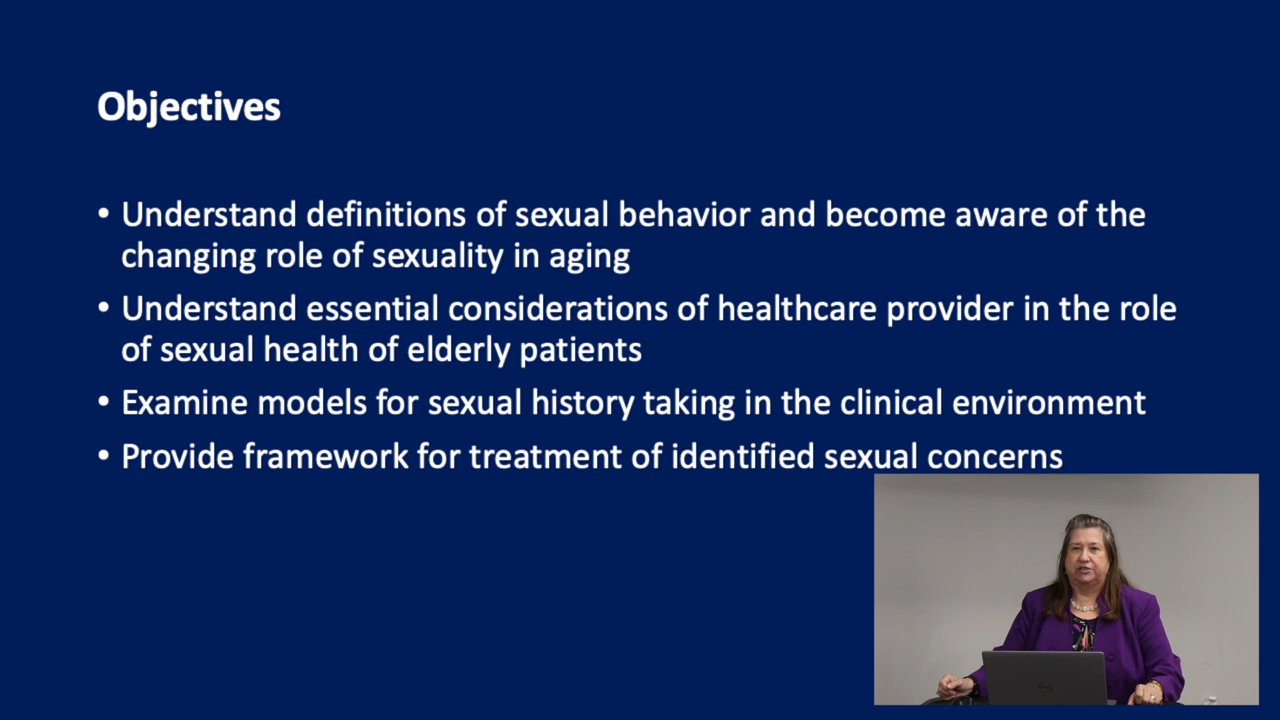 Objectives
• Understand definitions of sexual behavior and become aware of the
changing role of sexuality in aging
• Understand essential considerations of healthcare provider in the role
of sexual health of elderly patients
• Examine models for sexual history taking in the clinical environment
• Provide framework for treatment of identified sexual concerns